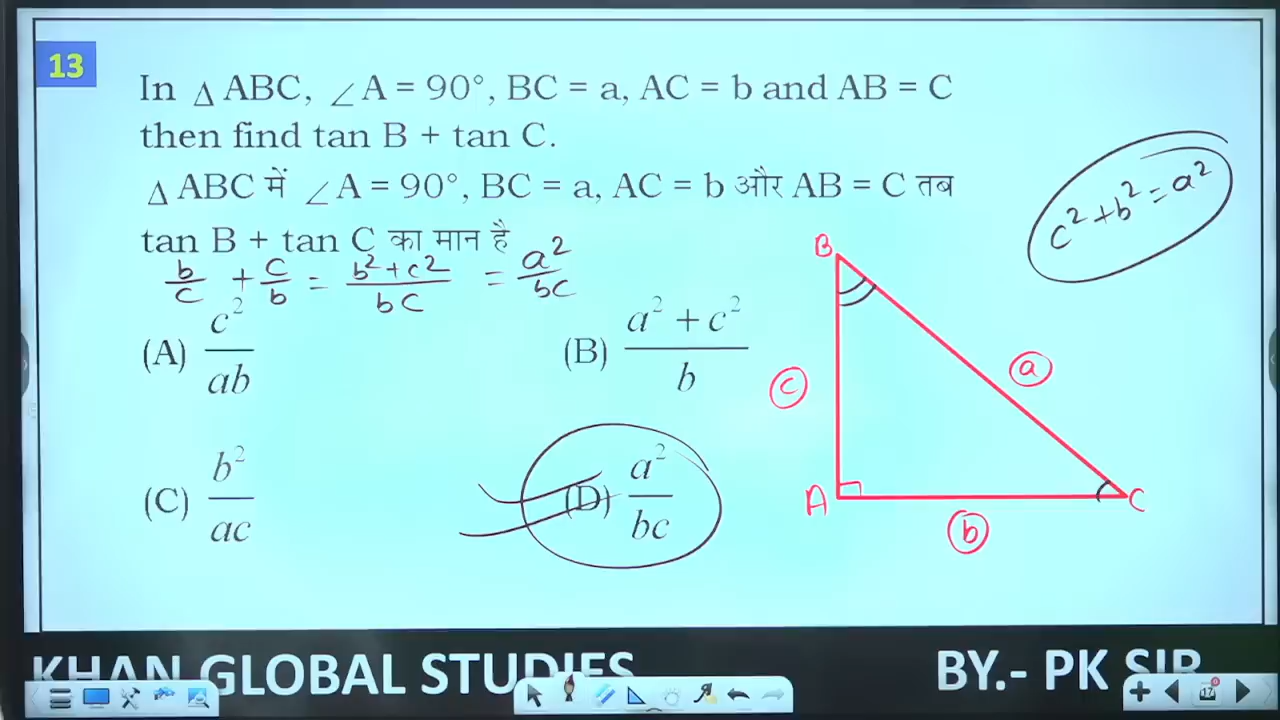 13
In △ ABC, ∠A = 90°, BC = a, AC = b and AB = C
then find tan B + tan C.
△ ABC में ∠A = 90°, BC = a, AC = b और AB = C तब
tan B + tan C का मान है
b/c + c/b = b²+c²/bc = a²/bc
(A) c²/ab
(B) a² + c²/b
(C) b²/ac
(D) a²/bc
c²+b²=a²
B
c
a
A
C
b
KHAN GLOBAL STUDIES
BY.- PK SIR
17